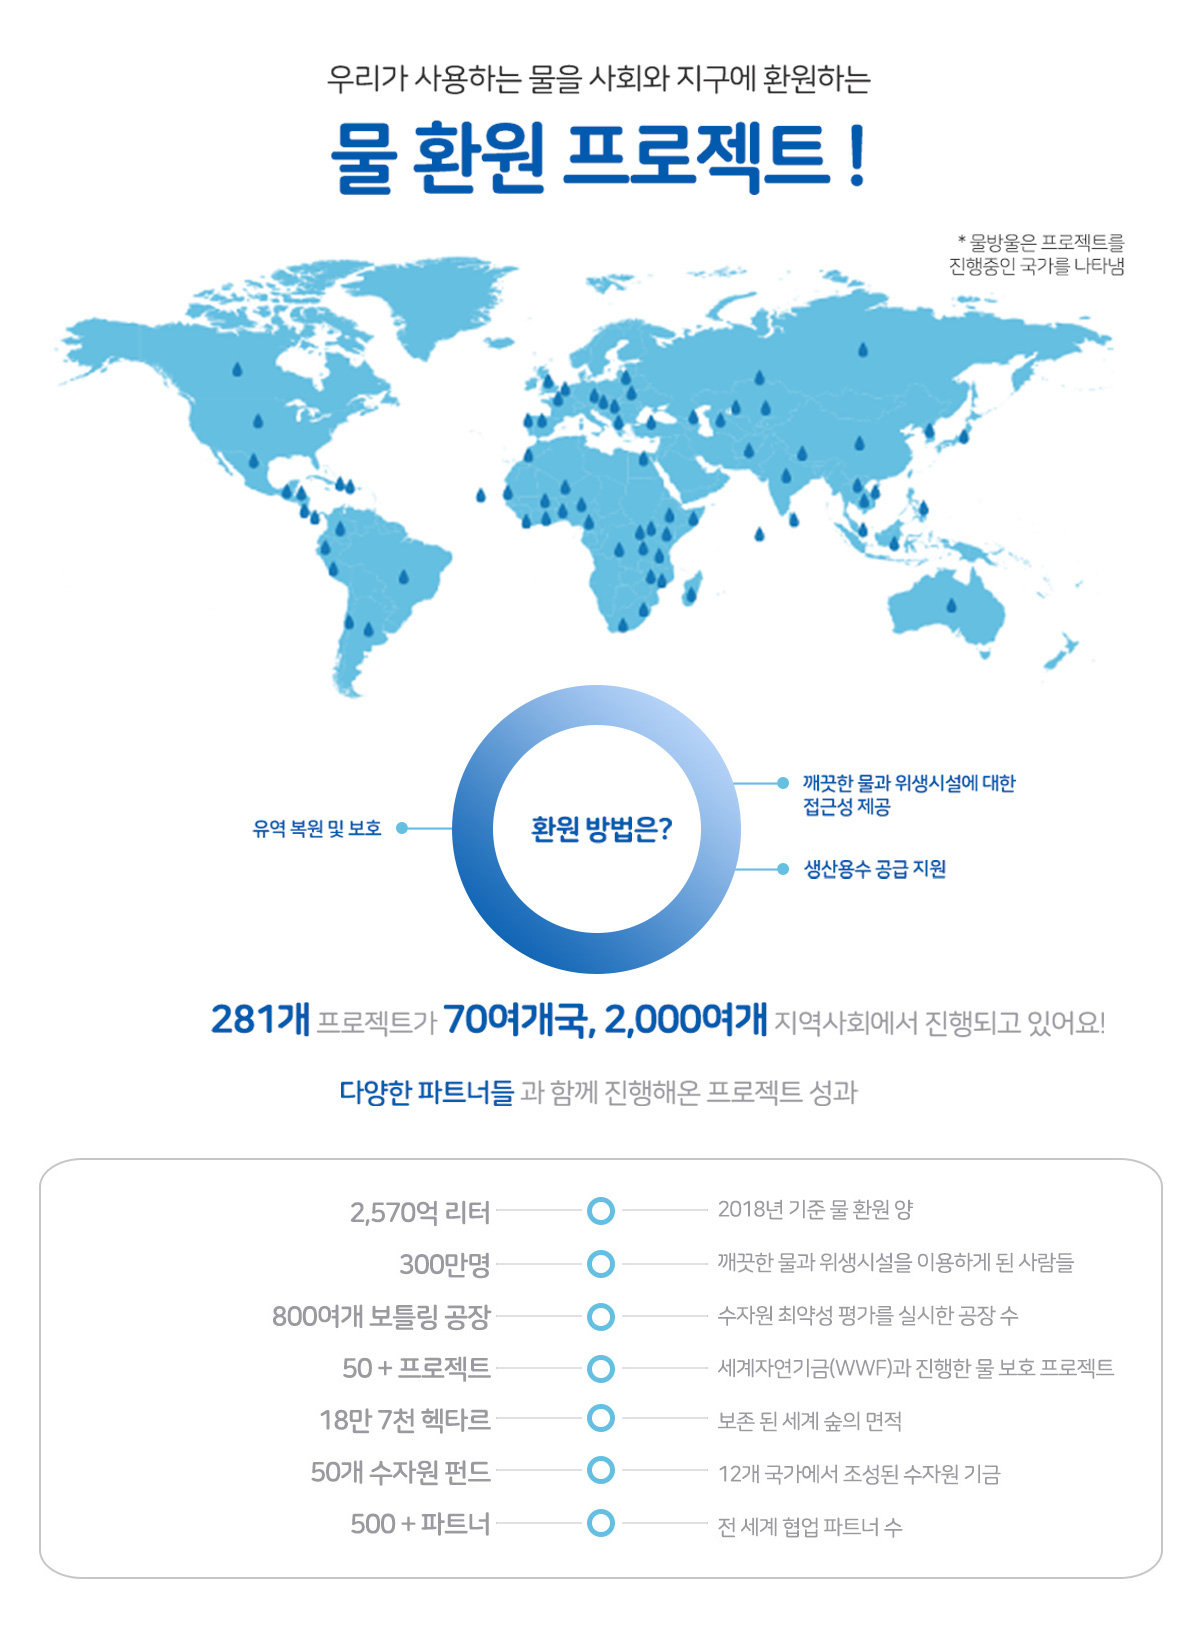 우리가 사용하는 물을 사회와 지구에 환원하는
물 환원 프로젝트 !
* 물방울은 프로젝트를
진행중인 국가를 나타냄
유역 복원 및 보호
환원 방법은?
깨끗한 물과 위생시설에 대한
접근성 제공
생산용수 공급 지원
281개 프로젝트가 70여개국, 2,000여개 지역사회에서 진행되고 있어요!
다양한 파트너들 과 함께 진행해온 프로젝트 성과
2,570억 리터 2018년 기준 물 환원 양
300만명 깨끗한 물과 위생시설을 이용하게 된 사람들
800여개 보틀링 공장 수자원 최약성 평가를 실시한 공장 수
50 + 프로젝트 세계자연기금(WWF)과 진행한 물 보호 프로젝트
18만 7천 헥타르 보존 된 세계 숲의 면적
50개 수자원 펀드 12개 국가에서 조성된 수자원 기금
500 + 파트너 전 세계 협업 파트너 수